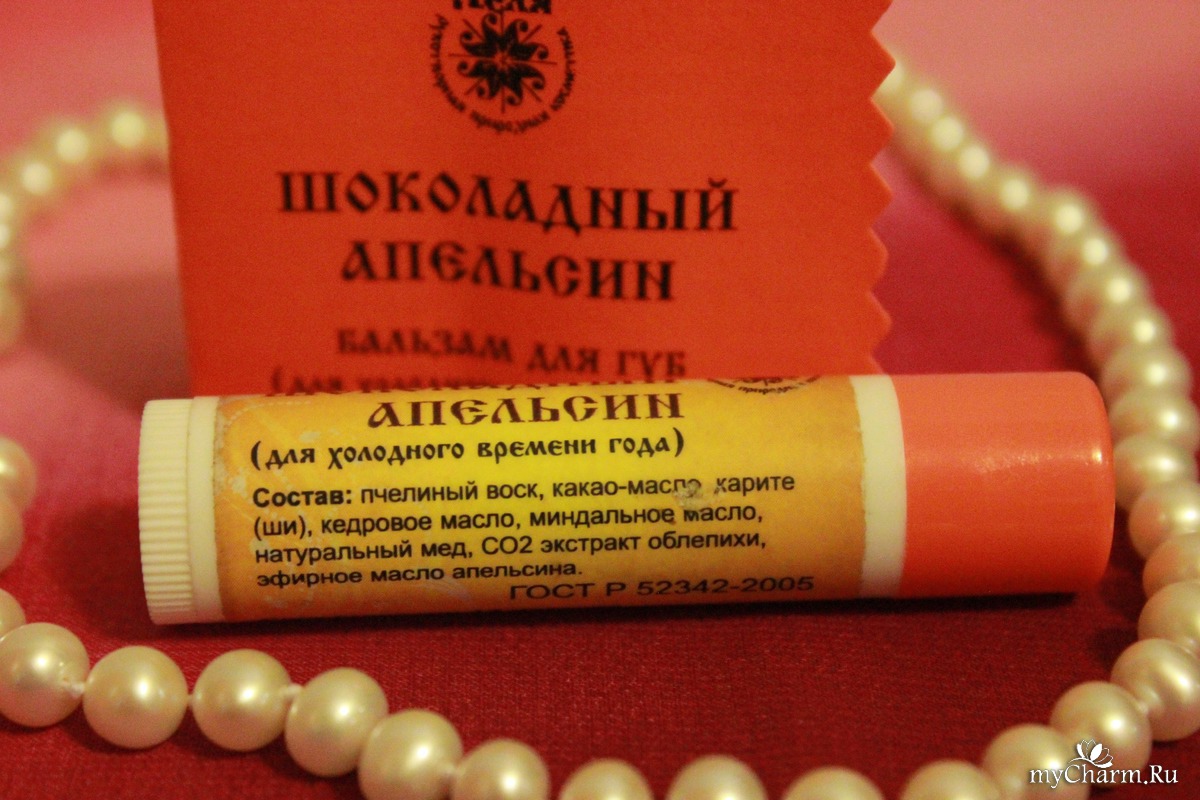 ШОКОЛАДНЫЙ
АПЕЛЬСИН
БАЛЬЗАМ ДЛЯ ГУБ
АПЕЛЬСИН
(для холодного времени года)
Состав: пчелиный воск, какао-масло, карите
(ши), кедровое масло, миндальное масло,
натуральный мед, СО2 экстракт облепихи,
эфирное масло апельсина.
ГОСТ Р 52342-2005
myCharm.Ru